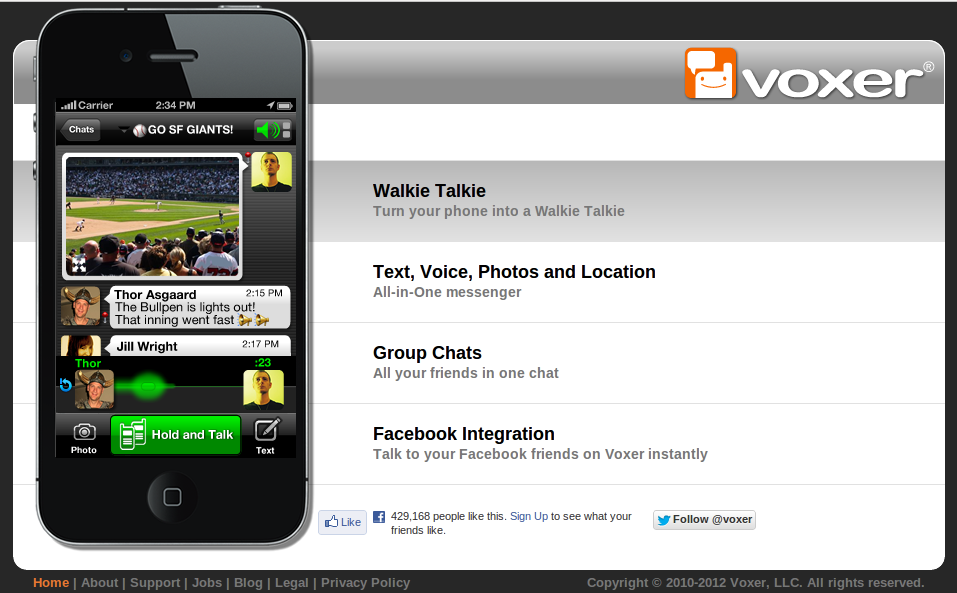 voxer®
Carrier 2:34 PM
Chats GO SF GIANTS!
Thor Asgaard 2:15 PM
The Bullpen is lights out!
That inning went fast
Jill Wright 2:17 PM
Thor :23
Photo Hold and Talk Text
Walkie Talkie
Turn your phone into a Walkie Talkie
Text, Voice, Photos and Location
All-in-One messenger
Group Chats
All your friends in one chat
Facebook Integration
Talk to your Facebook friends on Voxer instantly
Like 429,168 people like this. Sign Up to see what your
friends like.
Follow @voxer
Home | About | Support | Jobs | Blog | Legal | Privacy Policy
Copyright © 2010-2012 Voxer, LLC. All rights reserved.